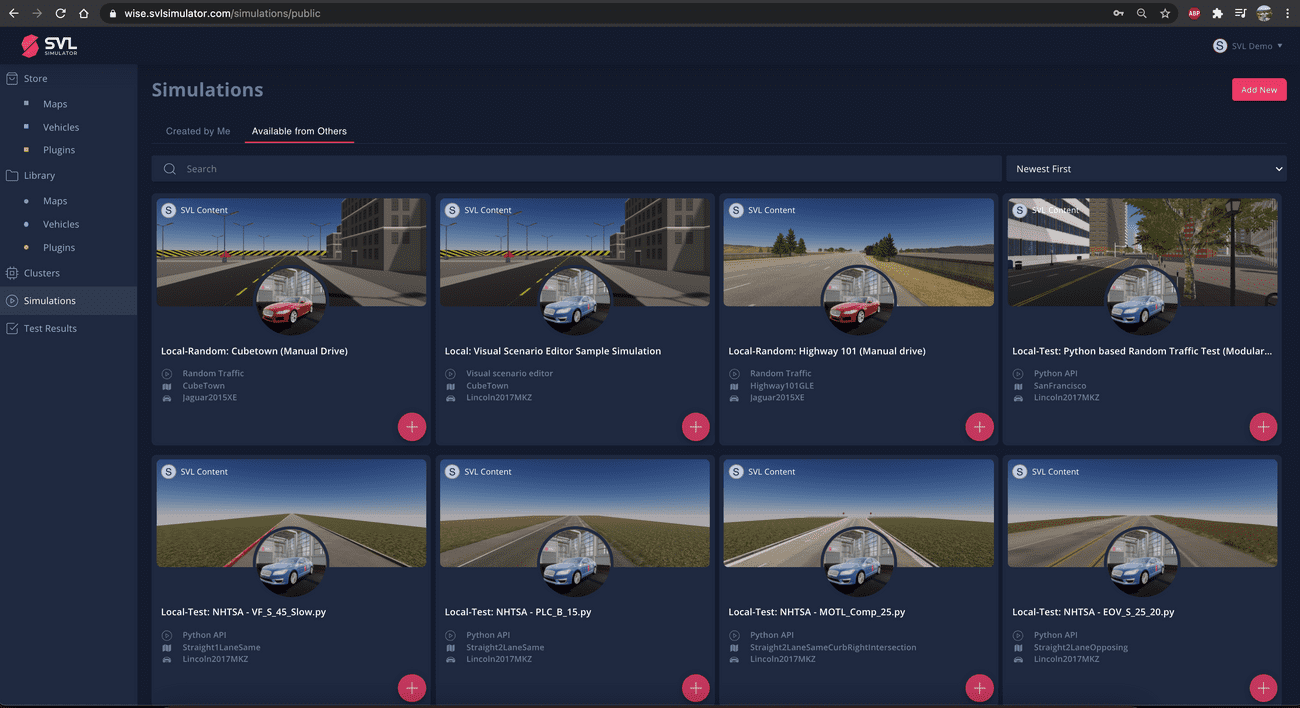 wise.svlsimulator.com/simulations/public
ABP
SVL
SIMULATOR
S SVL Demo
Store
Maps
Vehicles
Plugins
Library
Maps
Vehicles
Plugins
Clusters
Simulations
Test Results
Simulations
Add New
Created by Me
Available from Others
Search
Newest First
S SVL Content
Local-Random: Cubetown (Manual Drive)
Random Traffic
CubeTown
Jaguar2015XE
S SVL Content
Local: Visual Scenario Editor Sample Simulation
Visual scenario editor
CubeTown
Lincoln2017MKZ
S SVL Content
Local-Random: Highway 101 (Manual drive)
Random Traffic
Highway101GLE
Jaguar2015XE
S SVL Content
Local-Test: Python based Random Traffic Test (Modular...
Python API
SanFrancisco
Lincoln2017MKZ
S SVL Content
Local-Test: NHTSA - VF_S_45_Slow.py
Python API
Straight1LaneSame
Lincoln2017MKZ
S SVL Content
Local-Test: NHTSA - PLC_B_15.py
Python API
Straight2LaneSame
Lincoln2017MKZ
S SVL Content
Local-Test: NHTSA - MOTL_Comp_25.py
Python API
Straight2LaneSameCurbRightIntersection
Lincoln2017MKZ
S SVL Content
Local-Test: NHTSA - EOV_S_25_20.py
Python API
Straight2LaneOpposing
Lincoln2017MKZ